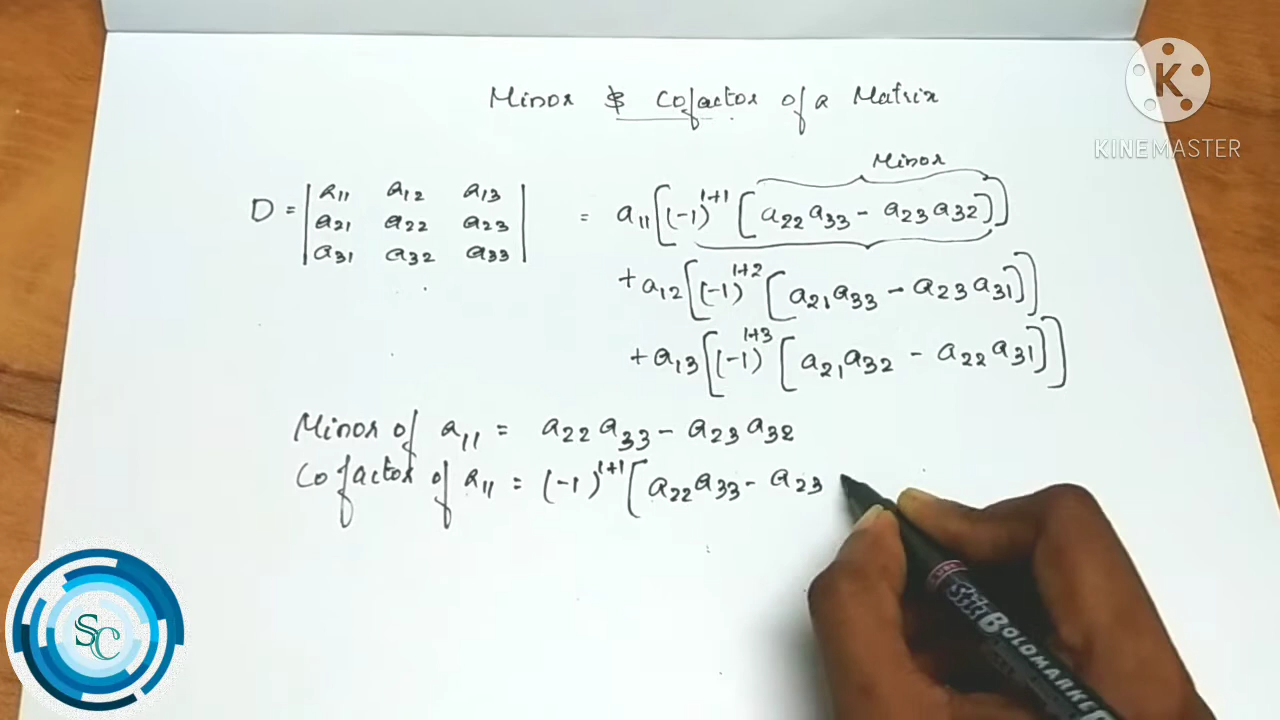 Minor & Cofactor of a Matrix
KINEMASTER
Minor
D = | a11 a12 a13 | = a11[(-1)^1+1 [a22a33 - a23a32]]
| a21 a22 a23 |
| a31 a32 a33 |
+ a12[(-1)^1+2 [a21a33 - a23a31]]
+ a13[(-1)^1+3 [a21a32 - a22a31]]
Minor of a11 = a22a33 - a23a32
Cofactor of a11 = (-1)^1+1 [a22a33 - a23
SC
BOLDMARKE